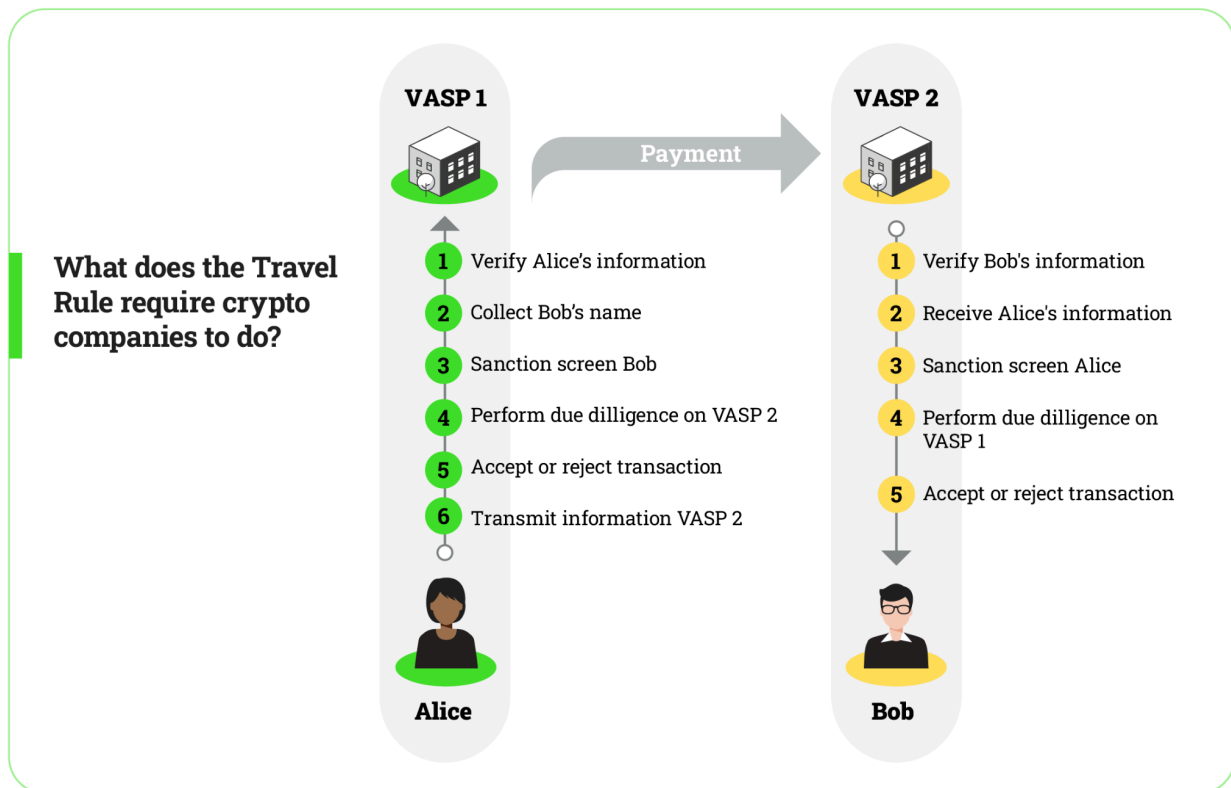 What does the Travel
Rule require crypto
companies to do?
VASP 1
1 Verify Alice’s information
2 Collect Bob’s name
3 Sanction screen Bob
4 Perform due dilligence on VASP 2
5 Accept or reject transaction
6 Transmit information VASP 2
Alice
Payment
VASP 2
1 Verify Bob's information
2 Receive Alice's information
3 Sanction screen Alice
4 Perform due dilligence on
VASP 1
5 Accept or reject transaction
Bob